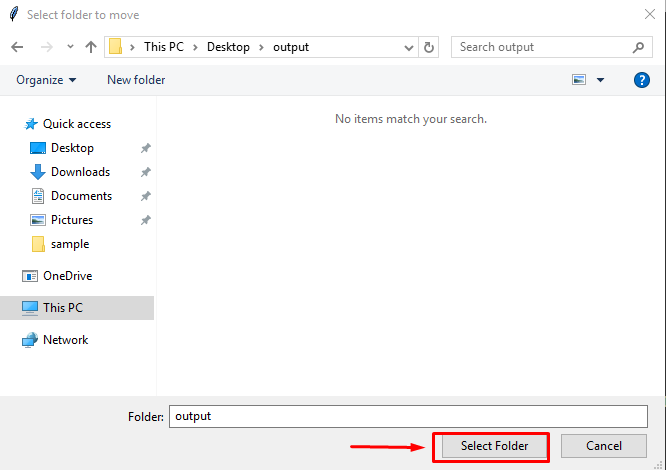 Select folder to move
This PC > Desktop > output
Search output
Organize
New folder
?
Quick access
Desktop
Downloads
Documents
Pictures
sample
OneDrive
This PC
Network
No items match your search.
Folder: output
Select Folder
Cancel